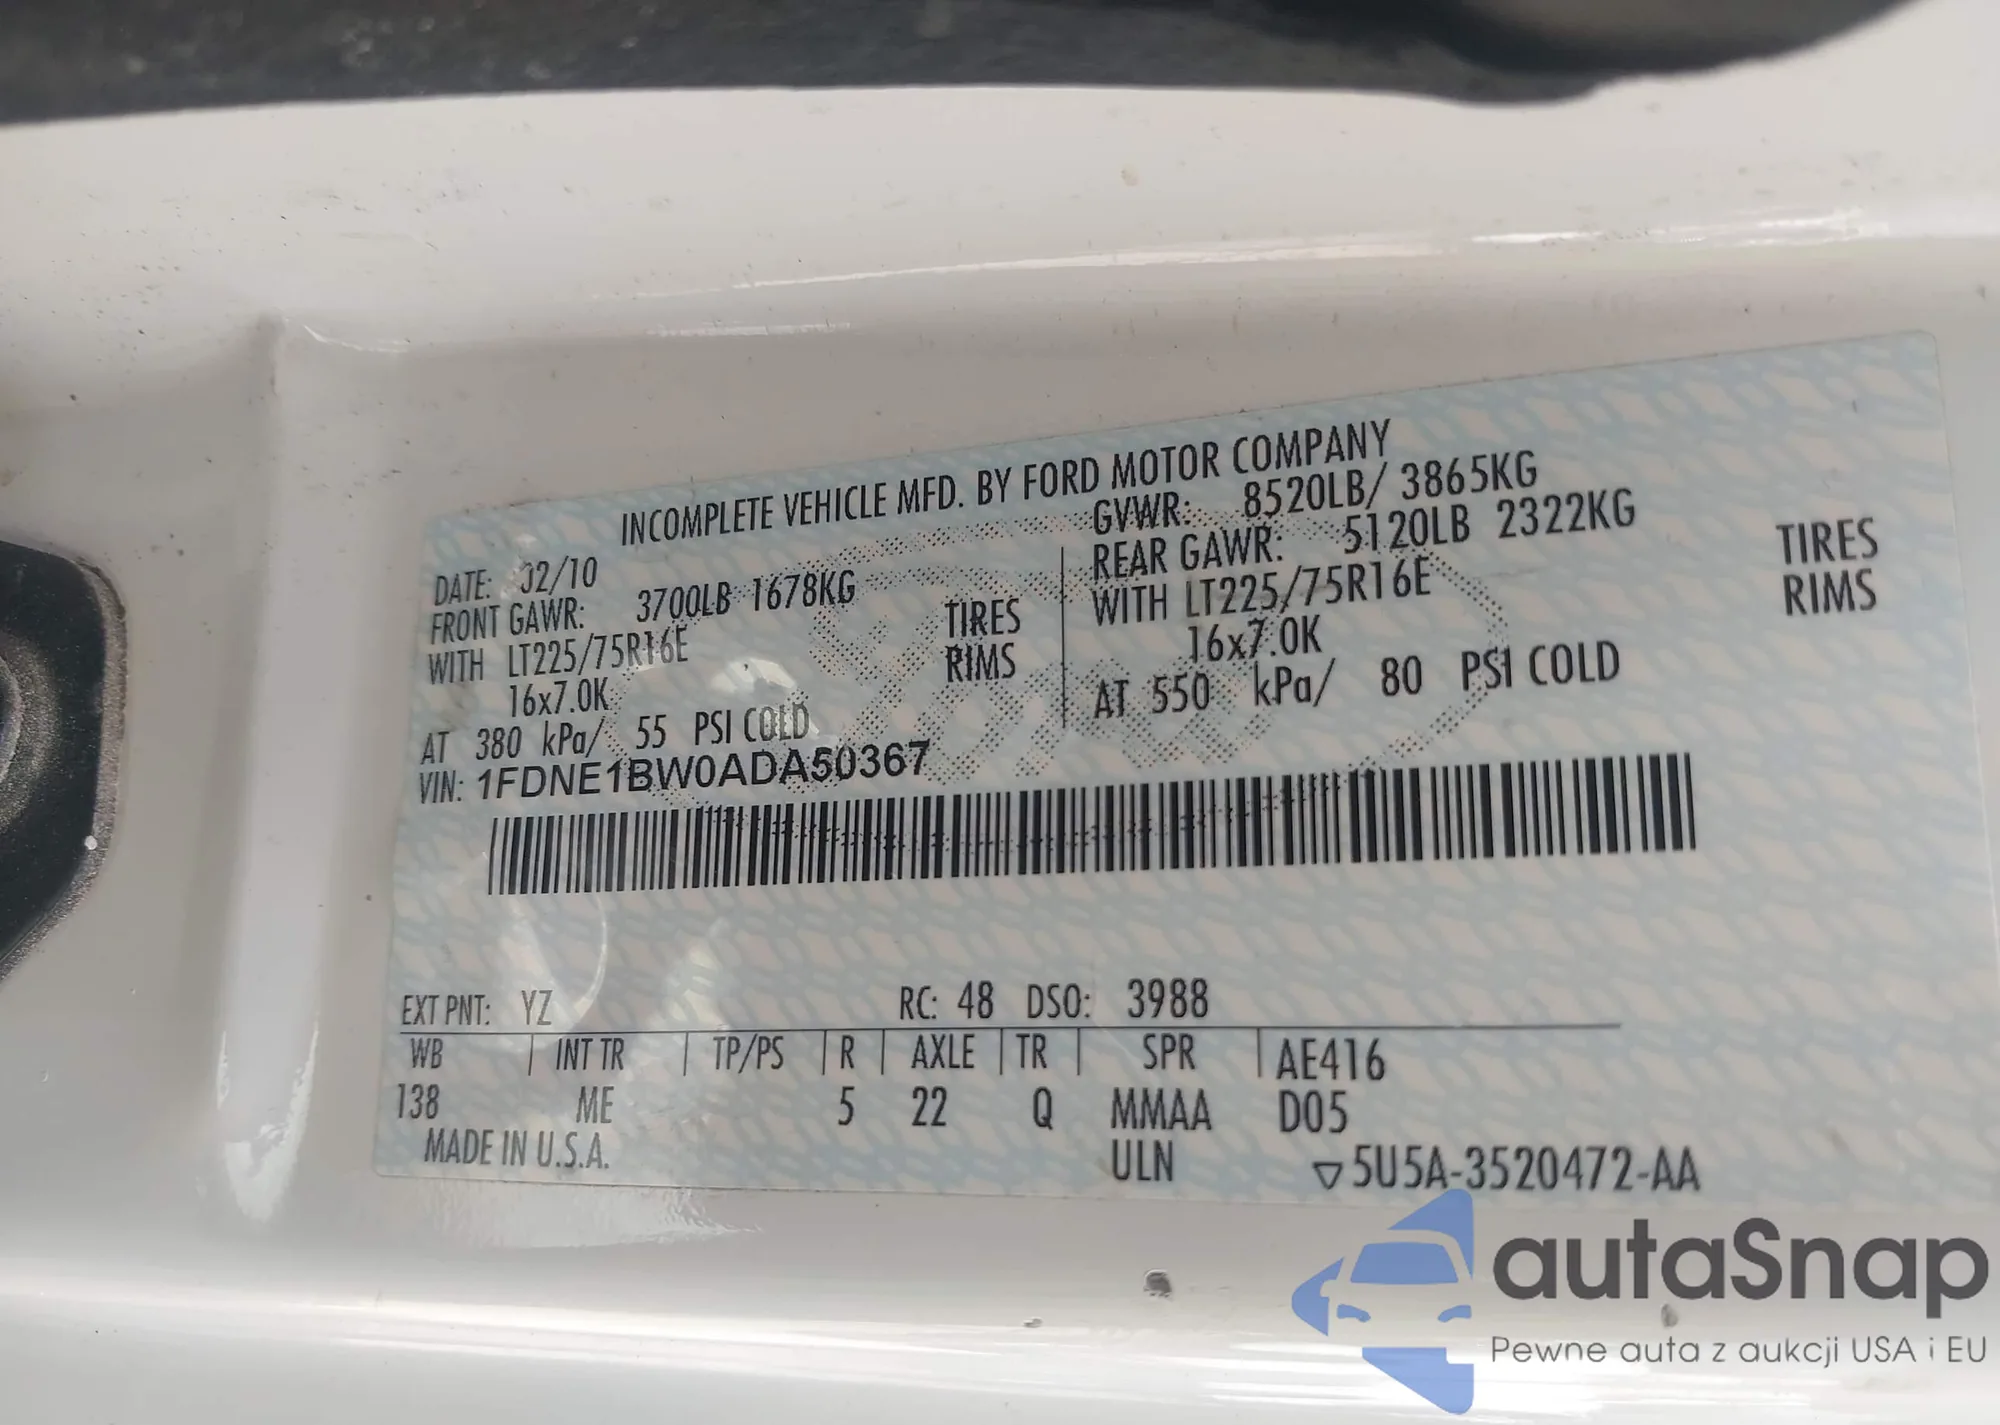 INCOMPLETE VEHICLE MFD. BY FORD MOTOR COMPANY
DATE: 02/10
FRONT GAWR: 3700LB 1678KG
WITH LT225/75R16E TIRES
16x7.0K RIMS
AT 380 kPa/ 55 PSI COLD
GVWR: 8520LB/ 3865KG
REAR GAWR: 5120LB 2322KG
WITH LT225/75R16E TIRES
16x7.0K RIMS
AT 550 kPa/ 80 PSI COLD
VIN: 1FDNE1BW0ADA50367
EXT PNT: YZ RC: 48 DSO: 3988
WB | INT TR | TP/PS | R | AXLE | TR | SPR | AE416
138 ME 5 22 Q MMAA D05
MADE IN U.S.A. ULN ▽5U5A-3520472-AA
autaSnap
Pewne auta z aukcji USA i EU